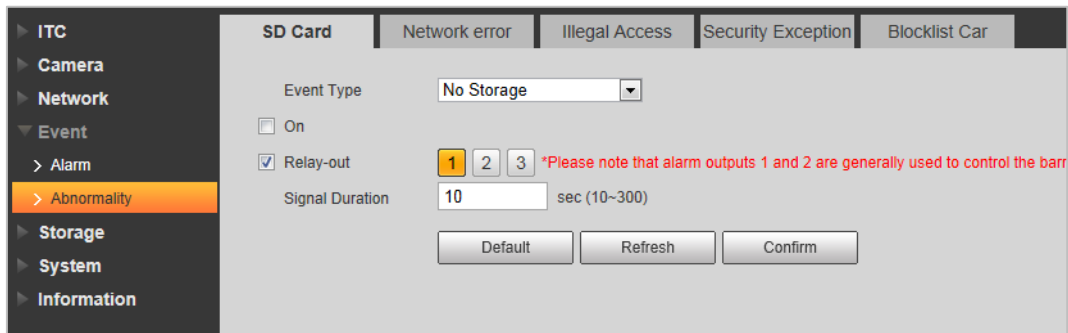 ITC
Camera
Network
Event
Alarm
Abnormality
Storage
System
Information
SD Card Network error Illegal Access Security Exception Blocklist Car
Event Type No Storage
On
Relay-out 1 2 3 *Please note that alarm outputs 1 and 2 are generally used to control the
Signal Duration 10 sec (10~300)
Default Refresh Confirm